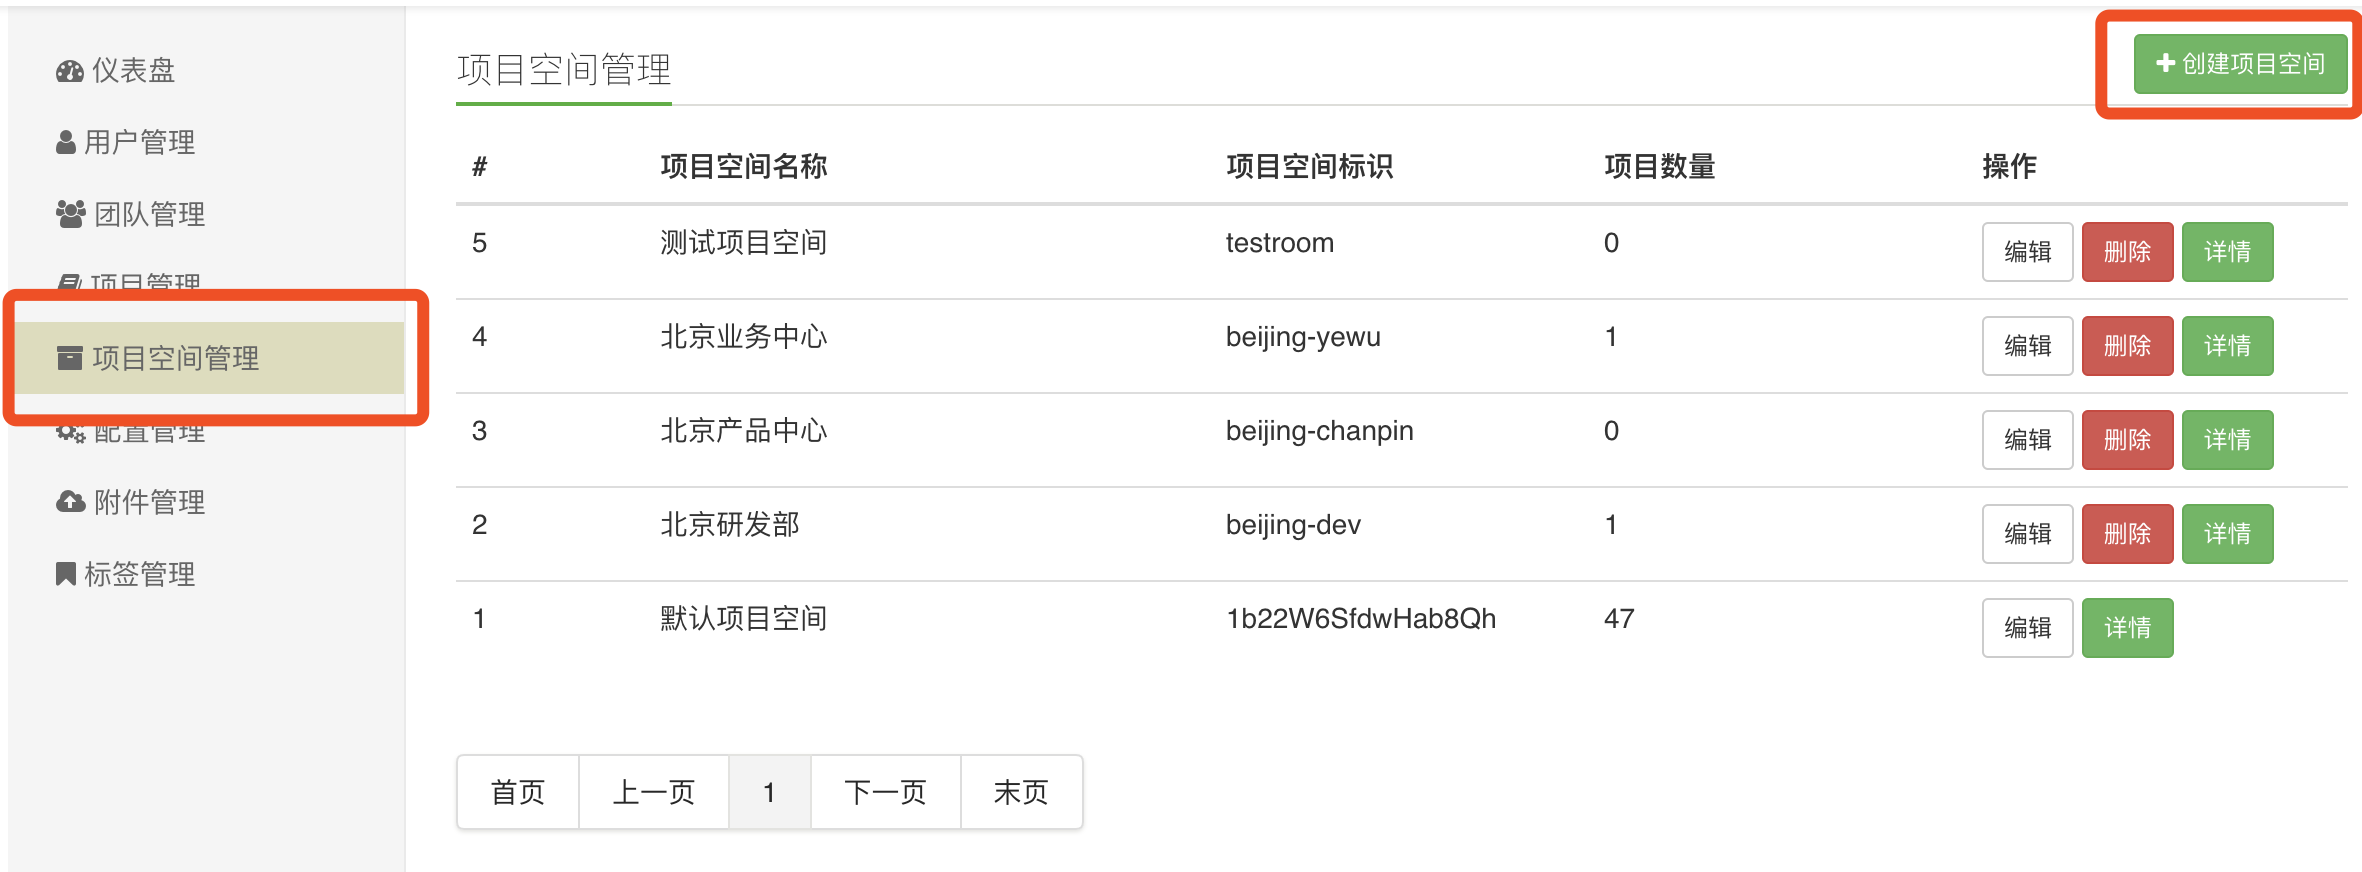 仪表盘
用户管理
团队管理
项目管理
项目空间管理
配置管理
附件管理
标签管理
项目空间管理
创建项目空间
# 项目空间名称 项目空间标识 项目数量 操作
5 测试项目空间 testroom 0 编辑 删除 详情
4 北京业务中心 beijing-yewu 1 编辑 删除 详情
3 北京产品中心 beijing-chanpin 0 编辑 删除 详情
2 北京研发部 beijing-dev 1 编辑 删除 详情
1 默认项目空间 1b22W6SfdwHab8Qh 47 编辑 详情
首页 上一页 1 下一页 末页